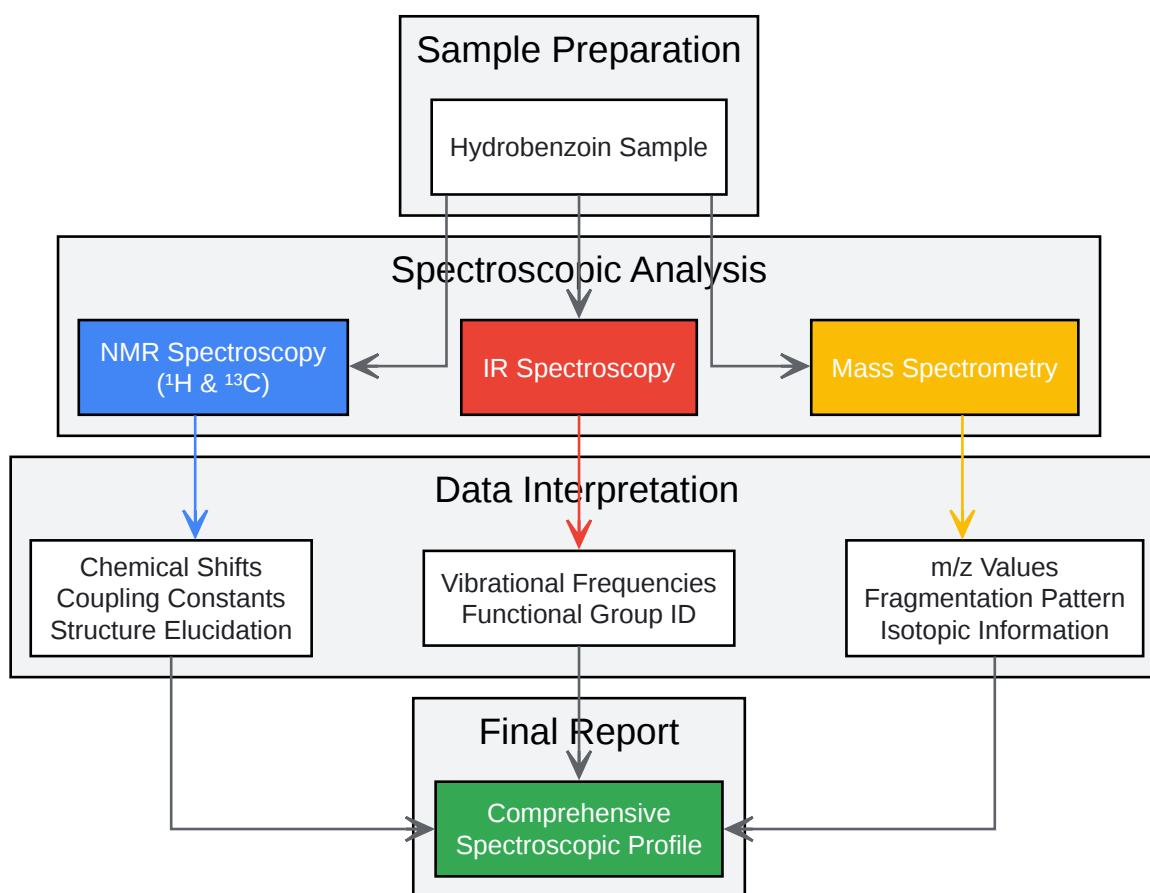 Sample Preparation
Hydrobenzoin Sample
Spectroscopic Analysis
NMR Spectroscopy
(¹H & ¹³C)
IR Spectroscopy
Mass Spectrometry
Data Interpretation
Chemical Shifts
Coupling Constants
Structure Elucidation
Vibrational Frequencies
Functional Group ID
m/z Values
Fragmentation Pattern
Isotopic Information
Final Report
Comprehensive
Spectroscopic Profile